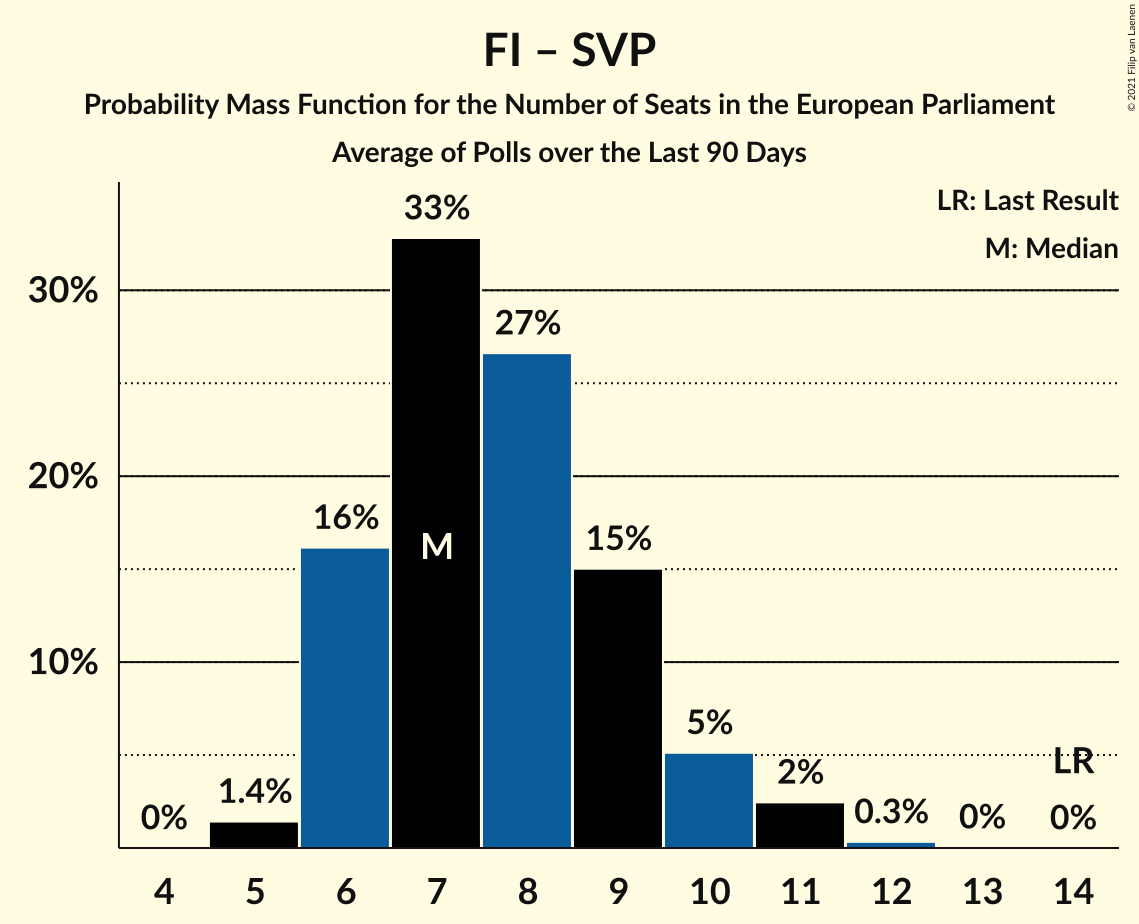 FI – SVP
Probability Mass Function for the Number of Seats in the European Parliament
Average of Polls over the Last 90 Days
© 2021 Filip van Laenen
LR: Last Result
M: Median
30%
20%
10%
0%
1.4%
16%
33%
M
27%
15%
5%
2%
0.3%
0%
LR
0%
4 5 6 7 8 9 10 11 12 13 14